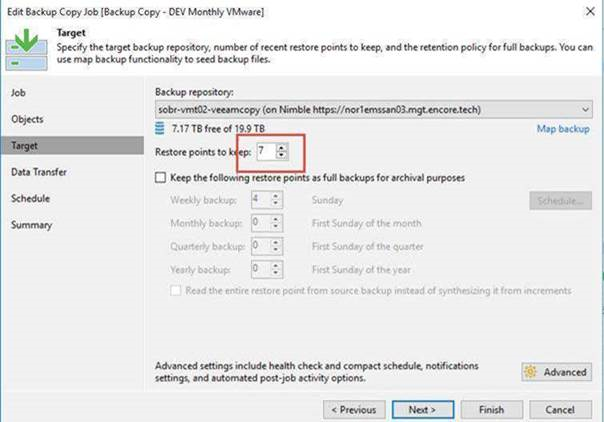 Edit Backup Copy Job [Backup Copy - DEV Monthly VMware]
Target
Specify the target backup repository, number of recent restore points to keep, and the retention policy for full backups. You can
use map backup functionality to seed backup files.
Job
Objects
Target
Data Transfer
Schedule
Summary
Backup repository:
sobr-vmt02-veeamcopy (on Nimble https://nor1emssan03.mgt.encore.tech)
7.17 TB free of 19.9 TB Map backup
Restore points to keep: 7
Keep the following restore points as full backups for archival purposes
Weekly backup: 4 Sunday Schedule...
Monthly backup: 0 First Sunday of the month
Quarterly backup: 0 First Sunday of the quarter
Yearly backup: 0 First Sunday of the year
Read the entire restore point from source backup instead of synthesizing it from increments
Advanced settings include health check and compact schedule, notifications
settings, and automated post-job activity options.
Advanced
< Previous Next > Finish Cancel